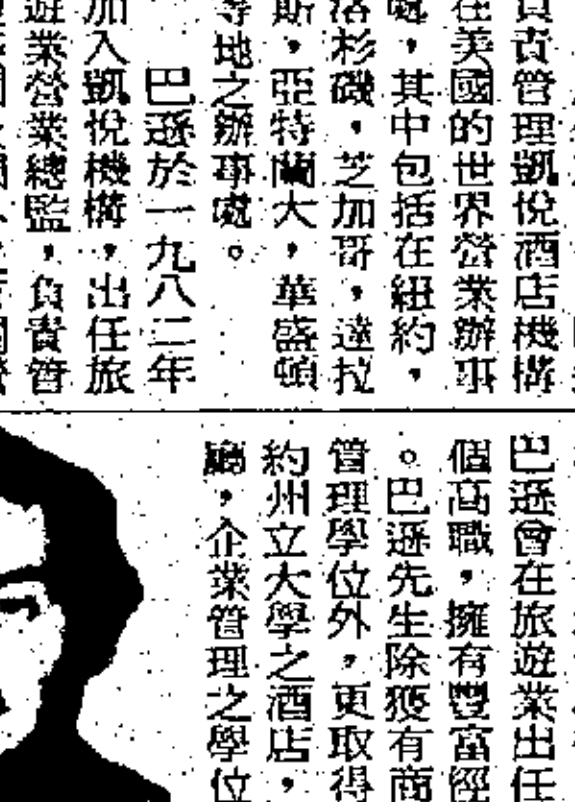 負責管理凱悅酒店機構
在美國的世界營業辦事
處,其中包括在紐約,
洛杉磯,芝加哥,達拉
斯,亞特蘭大,華盛頓
等地之辦事處。
巴遜於一九八二年
加入凱悅機構,出任旅
遊業營業總監,負責管
巴遜曾在旅遊業出任
個高職,擁有豐富經
。巴遜先生除獲有商
管理學位外,更取得
約州立大學之酒店,
廳,企業管理之學位